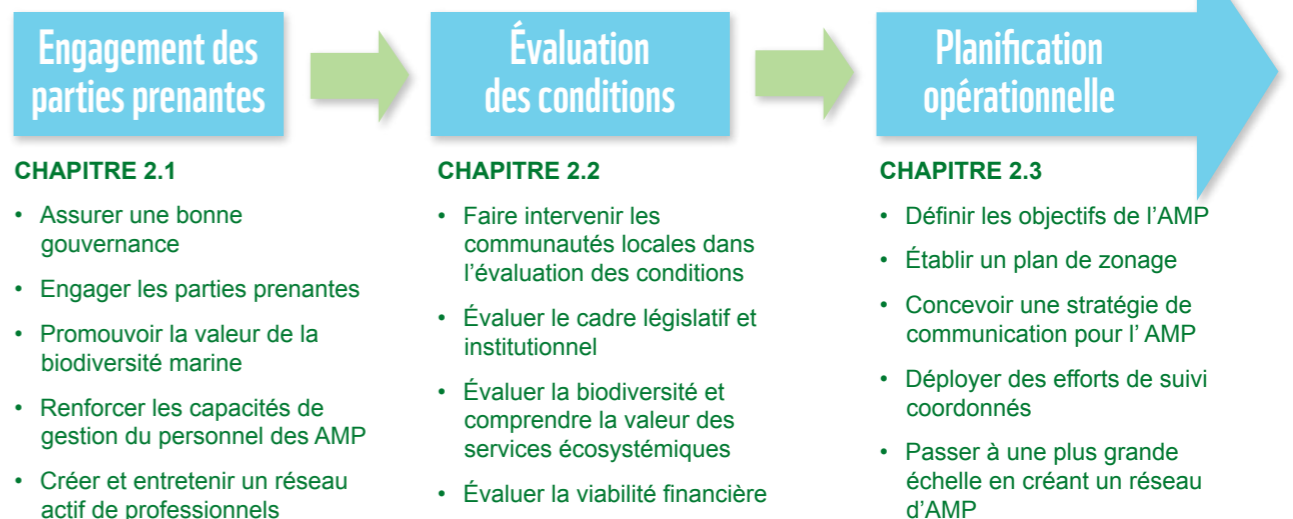 Engagement des
parties prenantes
Évaluation
des conditions
Planification
opérationnelle
CHAPITRE 2.1
• Assurer une bonne
gouvernance
• Engager les parties prenantes
• Promouvoir la valeur de la
biodiversité marine
• Renforcer les capacités de
gestion du personnel des AMP
• Créer et entretenir un réseau
actif de professionnels
CHAPITRE 2.2
• Faire intervenir les
communautés locales dans
l’évaluation des conditions
• Évaluer le cadre législatif et
institutionnel
• Évaluer la biodiversité et
comprendre la valeur des
services écosystémiques
• Évaluer la viabilité financière
CHAPITRE 2.3
• Définir les objectifs de l’AMP
• Établir un plan de zonage
• Concevoir une stratégie de
communication pour l’ AMP
• Déployer des efforts de suivi
coordonnés
• Passer à une plus grande
échelle en créant un réseau
d’AMP